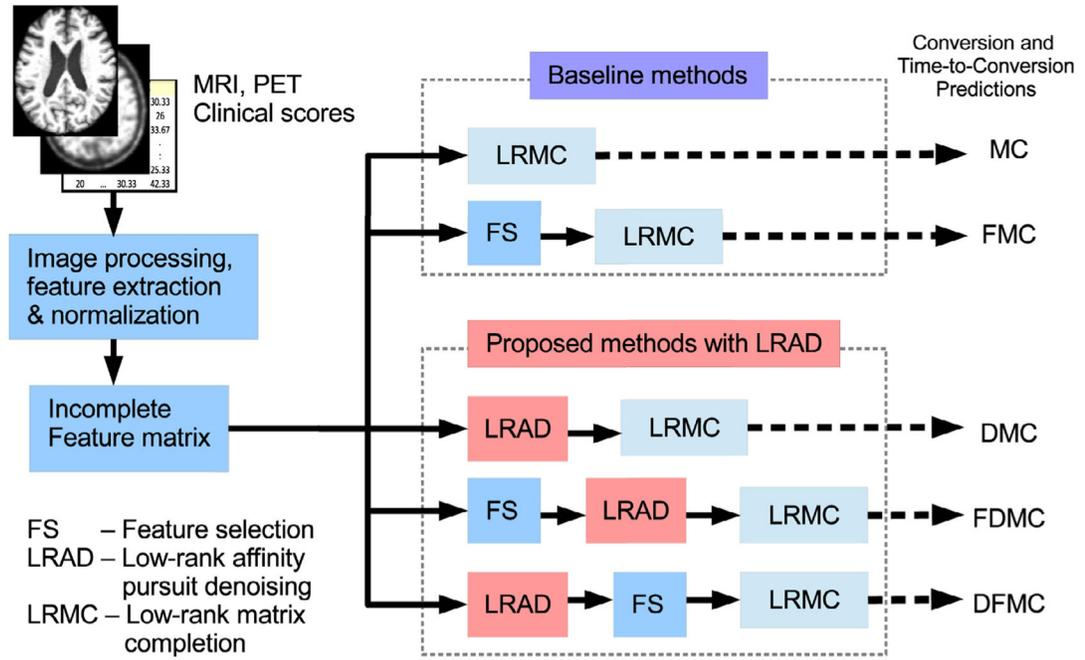 30.33
26
33.67
.
.
:
25.33
20 ... 30.33 42.33
MRI, PET
Clinical scores
Image processing,
feature extraction
& normalization
Incomplete
Feature matrix
FS – Feature selection
LRAD – Low-rank affinity
pursuit denoising
LRMC – Low-rank matrix
completion
Baseline methods
Conversion and
Time-to-Conversion
Predictions
LRMC MC
FS LRMC FMC
Proposed methods with LRAD
LRAD LRMC DMC
FS LRAD LRMC FDMC
LRAD FS LRMC DFMC